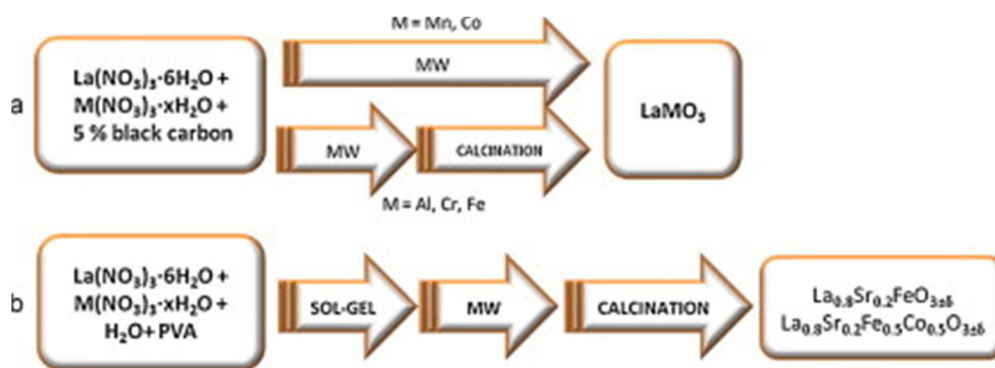 a
La(NO₃)₃·6H₂O +
M(NO₃)₃·xH₂O +
5 % black carbon
M = Mn, Co
MW
MW
CALCINATION
M = Al, Cr, Fe
LaMO₃
b
La(NO₃)₃·6H₂O +
M(NO₃)₃·xH₂O +
H₂O+ PVA
SOL-GEL
MW
CALCINATION
La₀.₈Sr₀.₂FeO₃±δ
La₀.₈Sr₀.₂Fe₀.₅Co₀.₅O₃±δ